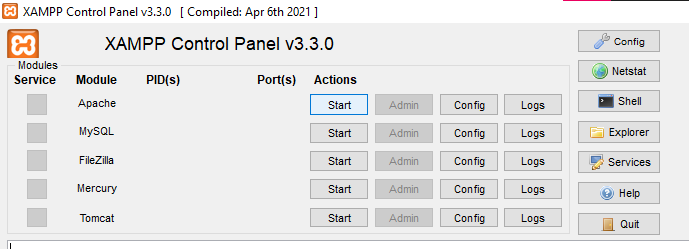 XAMPP Control Panel v3.3.0 [ Compiled: Apr 6th 2021 ]
XAMPP Control Panel v3.3.0
Config
Modules
Service Module PID(s) Port(s) Actions
Netstat
Apache Start Admin Config Logs
Shell
MySQL Start Admin Config Logs
Explorer
FileZilla Start Admin Config Logs
Services
Mercury Start Admin Config Logs
Help
Tomcat Start Admin Config Logs
Quit